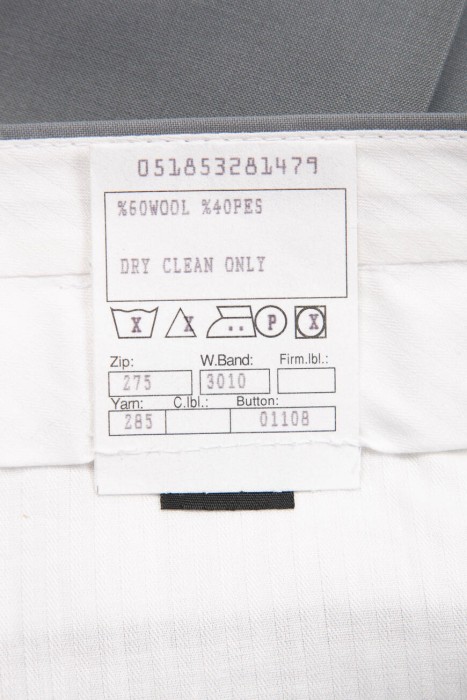 051853281479
%60WOOL %40PES
DRY CLEAN ONLY
X X P X
Zip: W.Band: Firm.lbl.:
275 3010
Yarn: C.lbl.: Button:
285 01108